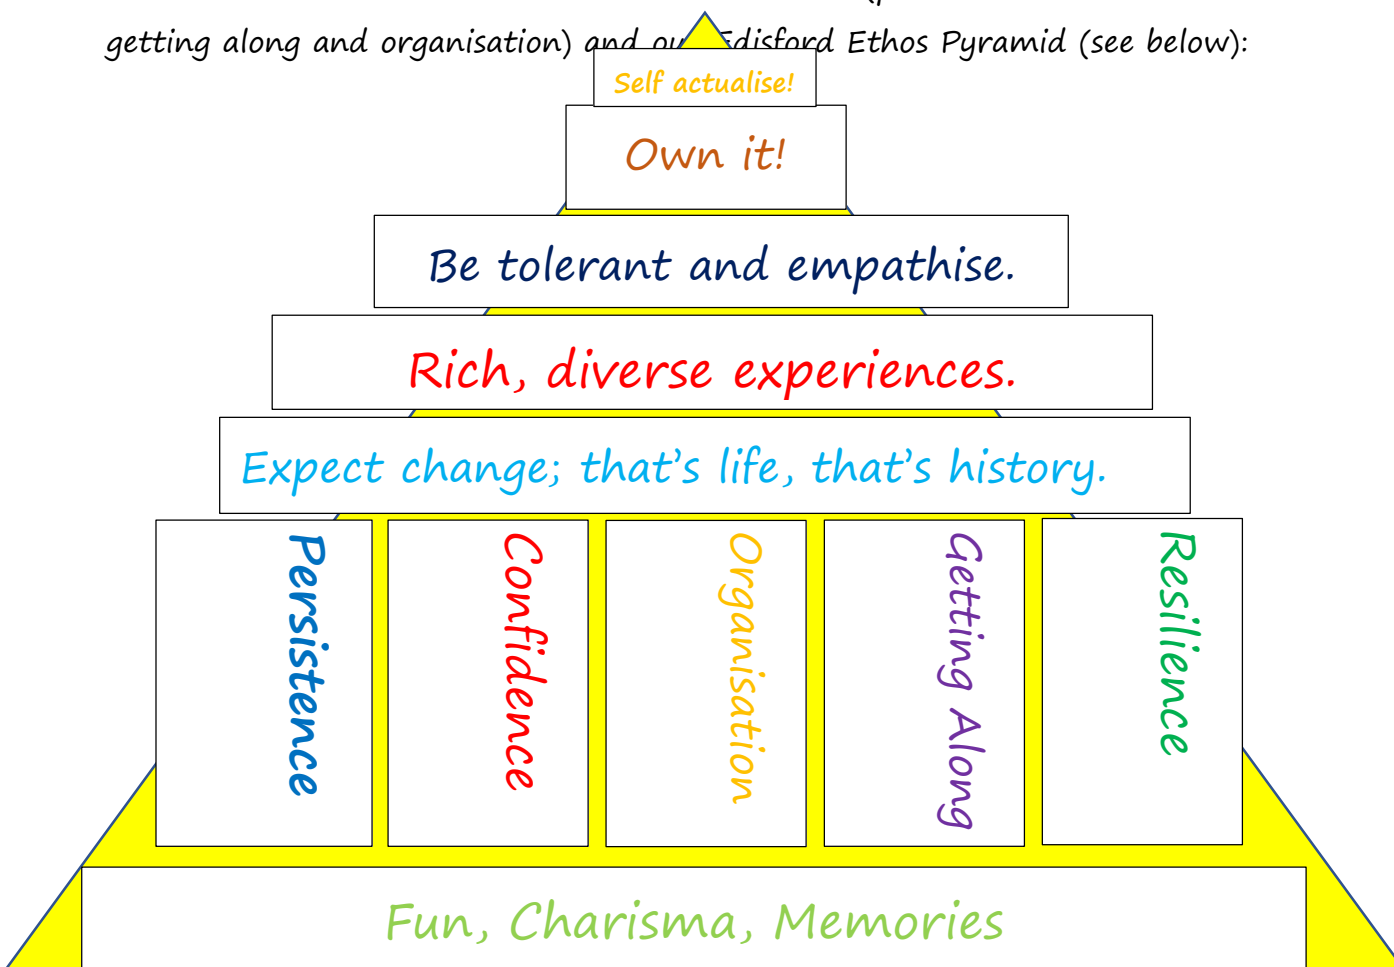 getting along and organisation) and our Edisford Ethos Pyramid (see below):
Self actualise!
Own it!
Be tolerant and empathise.
Rich, diverse experiences.
Expect change; that’s life, that’s history.
Persistence
Confidence
Organisation
Getting Along
Resilience
Fun, Charisma, Memories